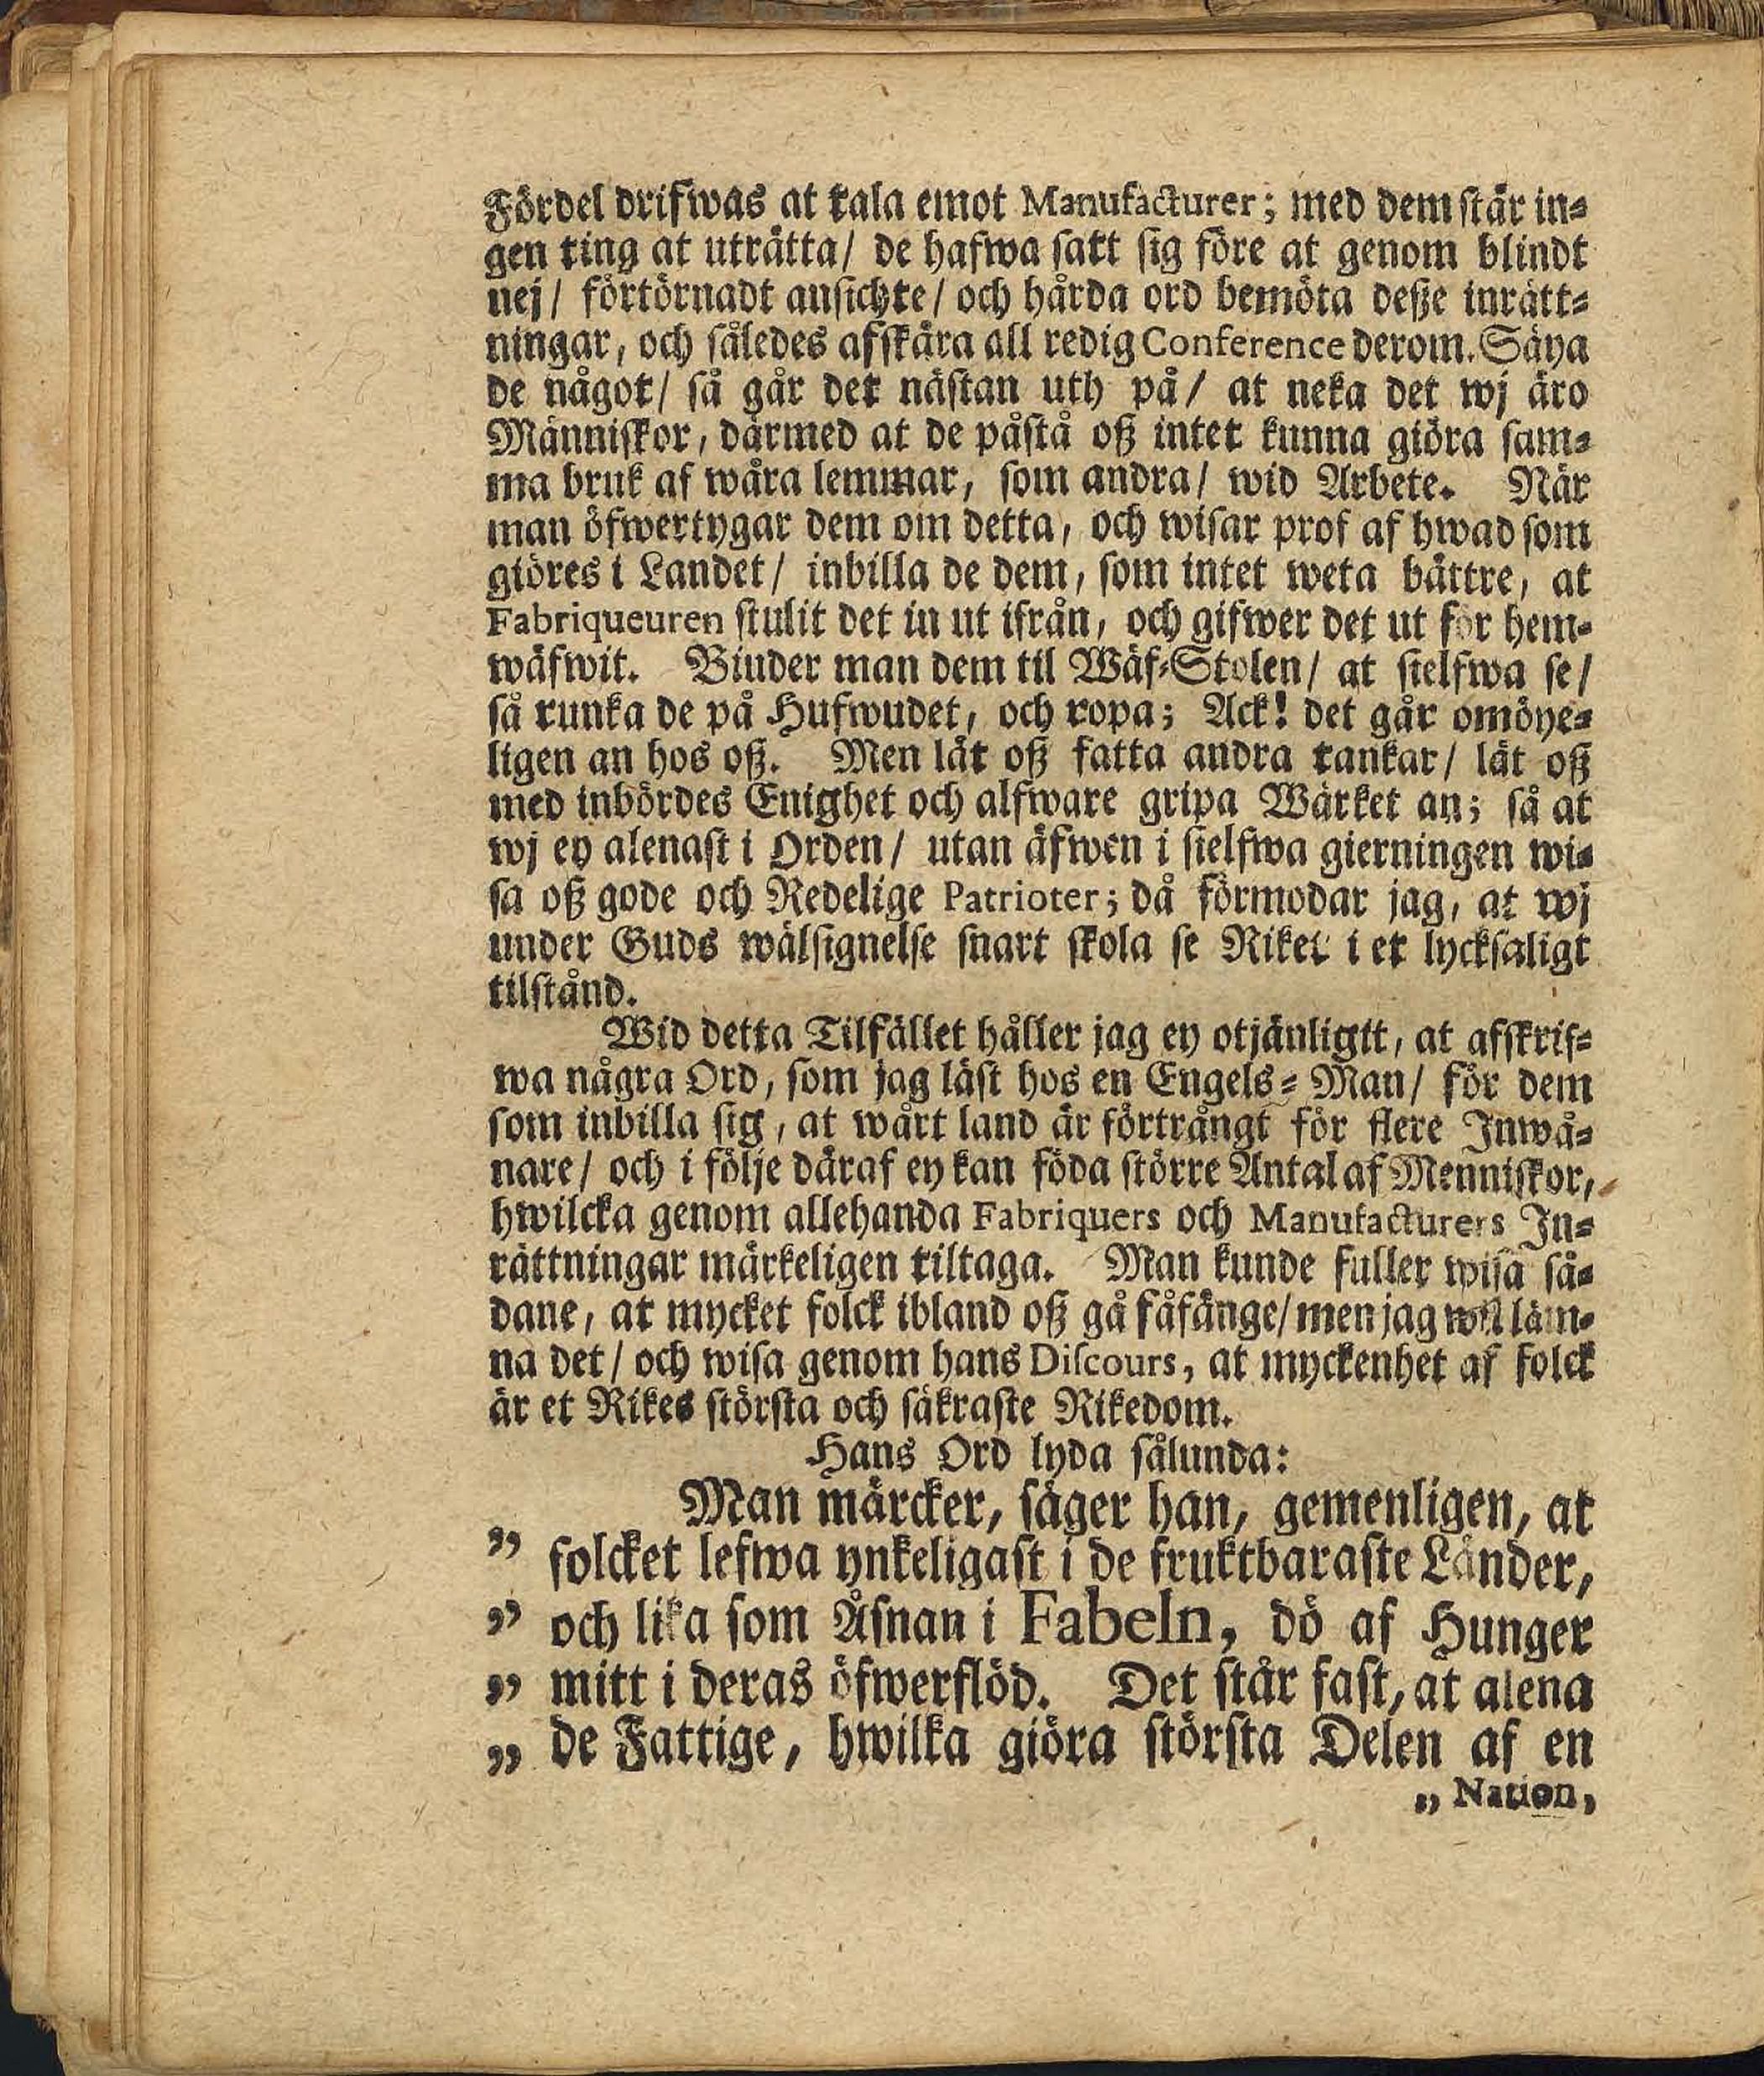 Fördel drifwas at tala emot Manufacturer; med dem står in-
gen ting at uträtta/ de hafwa satt sig före at genom blindt
nej/ förtörnadt ansichte/ och hårda ord bemöta deße inrätt-
ningar, och således afskära all redig Conference derom. Säya
de något/ så går det nästan uth på/ at neka det wj äro
Människor, därmed at de påstå oß intet kunna giöra sam-
ma bruk af wåra lemmar, som andra/ wid Arbete. När
man öfwertygar dem om detta, och wisar prof af hwad som
giöres i Landet/ inbilla de dem, som intet weta bättre, at
Fabriqueuren stulit det in ut ifrån, och gifwer det ut för hem-
wäfwit. Biuder man dem til Wäf-Stolen/ at sielfwa se/
så runka de på Hufwudet, och ropa; Ack! det går omöye-
ligen an hos oß. Men låt oß fatta andra tankar/ låt oß
med inbördes Enighet och alfware gripa Wärket an; så at
wj ey alenast i Orden/ utan äfwen i sielfwa gierningen wi-
sa oß gode och Redelige Patrioter; då förmodar jag, at wj
under Guds wälsignelse snart skola se Riket i et lycksaligt
tilstånd.
Wid detta Tilfället håller jag ey otjänligit, at afskrif-
wa några Ord, som jag läst hos en Engels-Man/ för dem
som inbilla sig, at wårt land är förtrångt för flere Inwå-
nare/ och i följe däraf ey kan föda större Antal af Menniskor,
hwilcka genom allehanda Fabriquers och Manufacturers In-
rättningar märkeligen tiltaga. Man kunde fuller wisa så-
dane, at mycket folck ibland oß gå fåfänge/ men jag will läm-
na det/ och wisa genom hans Discours, at myckenhet af folck
är et Rikes största och säkraste Rikedom.
Hans Ord lyda sålunda:
Man märcker, säger han, gemenligen, at
„ folcket lefwa ynkeligast i de fruktbaraste Länder,
„ och lika som Åsnan i Fabeln, dö af Hunger
„ mitt i deras öfwerflöd. Det står fast, at alena
„ de Fattige, hwilka giöra största Delen af en
„ Nation,